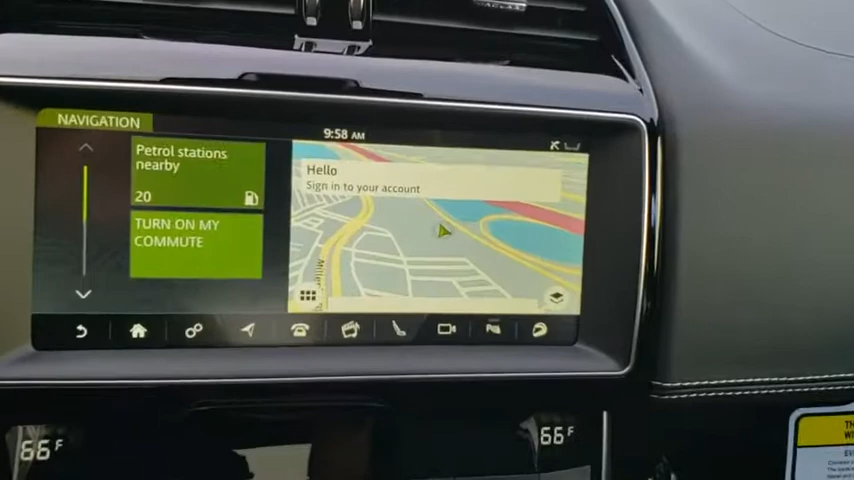 NAVIGATION
9:58 AM
Petrol stations
nearby
20
Hello
Sign in to your account
TURN ON MY
COMMUTE
66 F
66 F